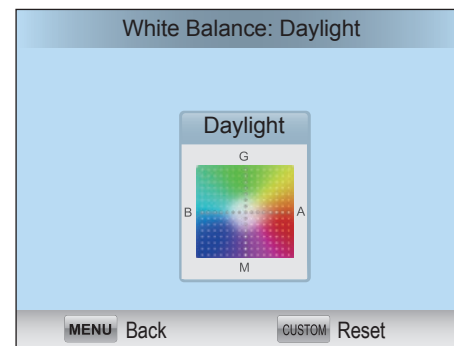 White Balance: Daylight
Daylight
G
B A
M
MENU Back CUSTOM Reset